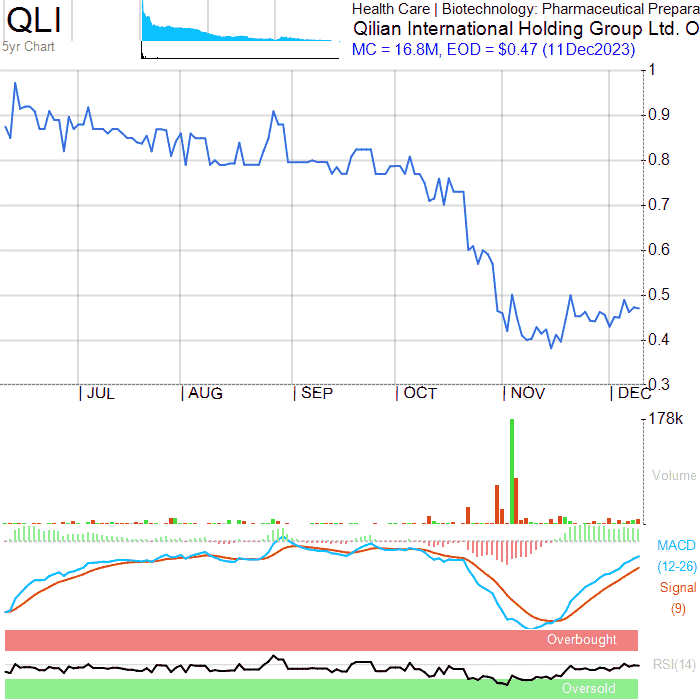 QLI
5yr Chart
Health Care | Biotechnology: Pharmaceutical Prepara
Qilian International Holding Group Ltd. O
MC = 16.8M, EOD = $0.47 (11Dec2023)
1
0.9
0.8
0.7
0.6
0.5
0.4
0.3
JUL
AUG
SEP
OCT
NOV
DEC
178k
Volume
MACD
(12-26)
Signal
(9)
Overbought
RSI(14)
Oversold